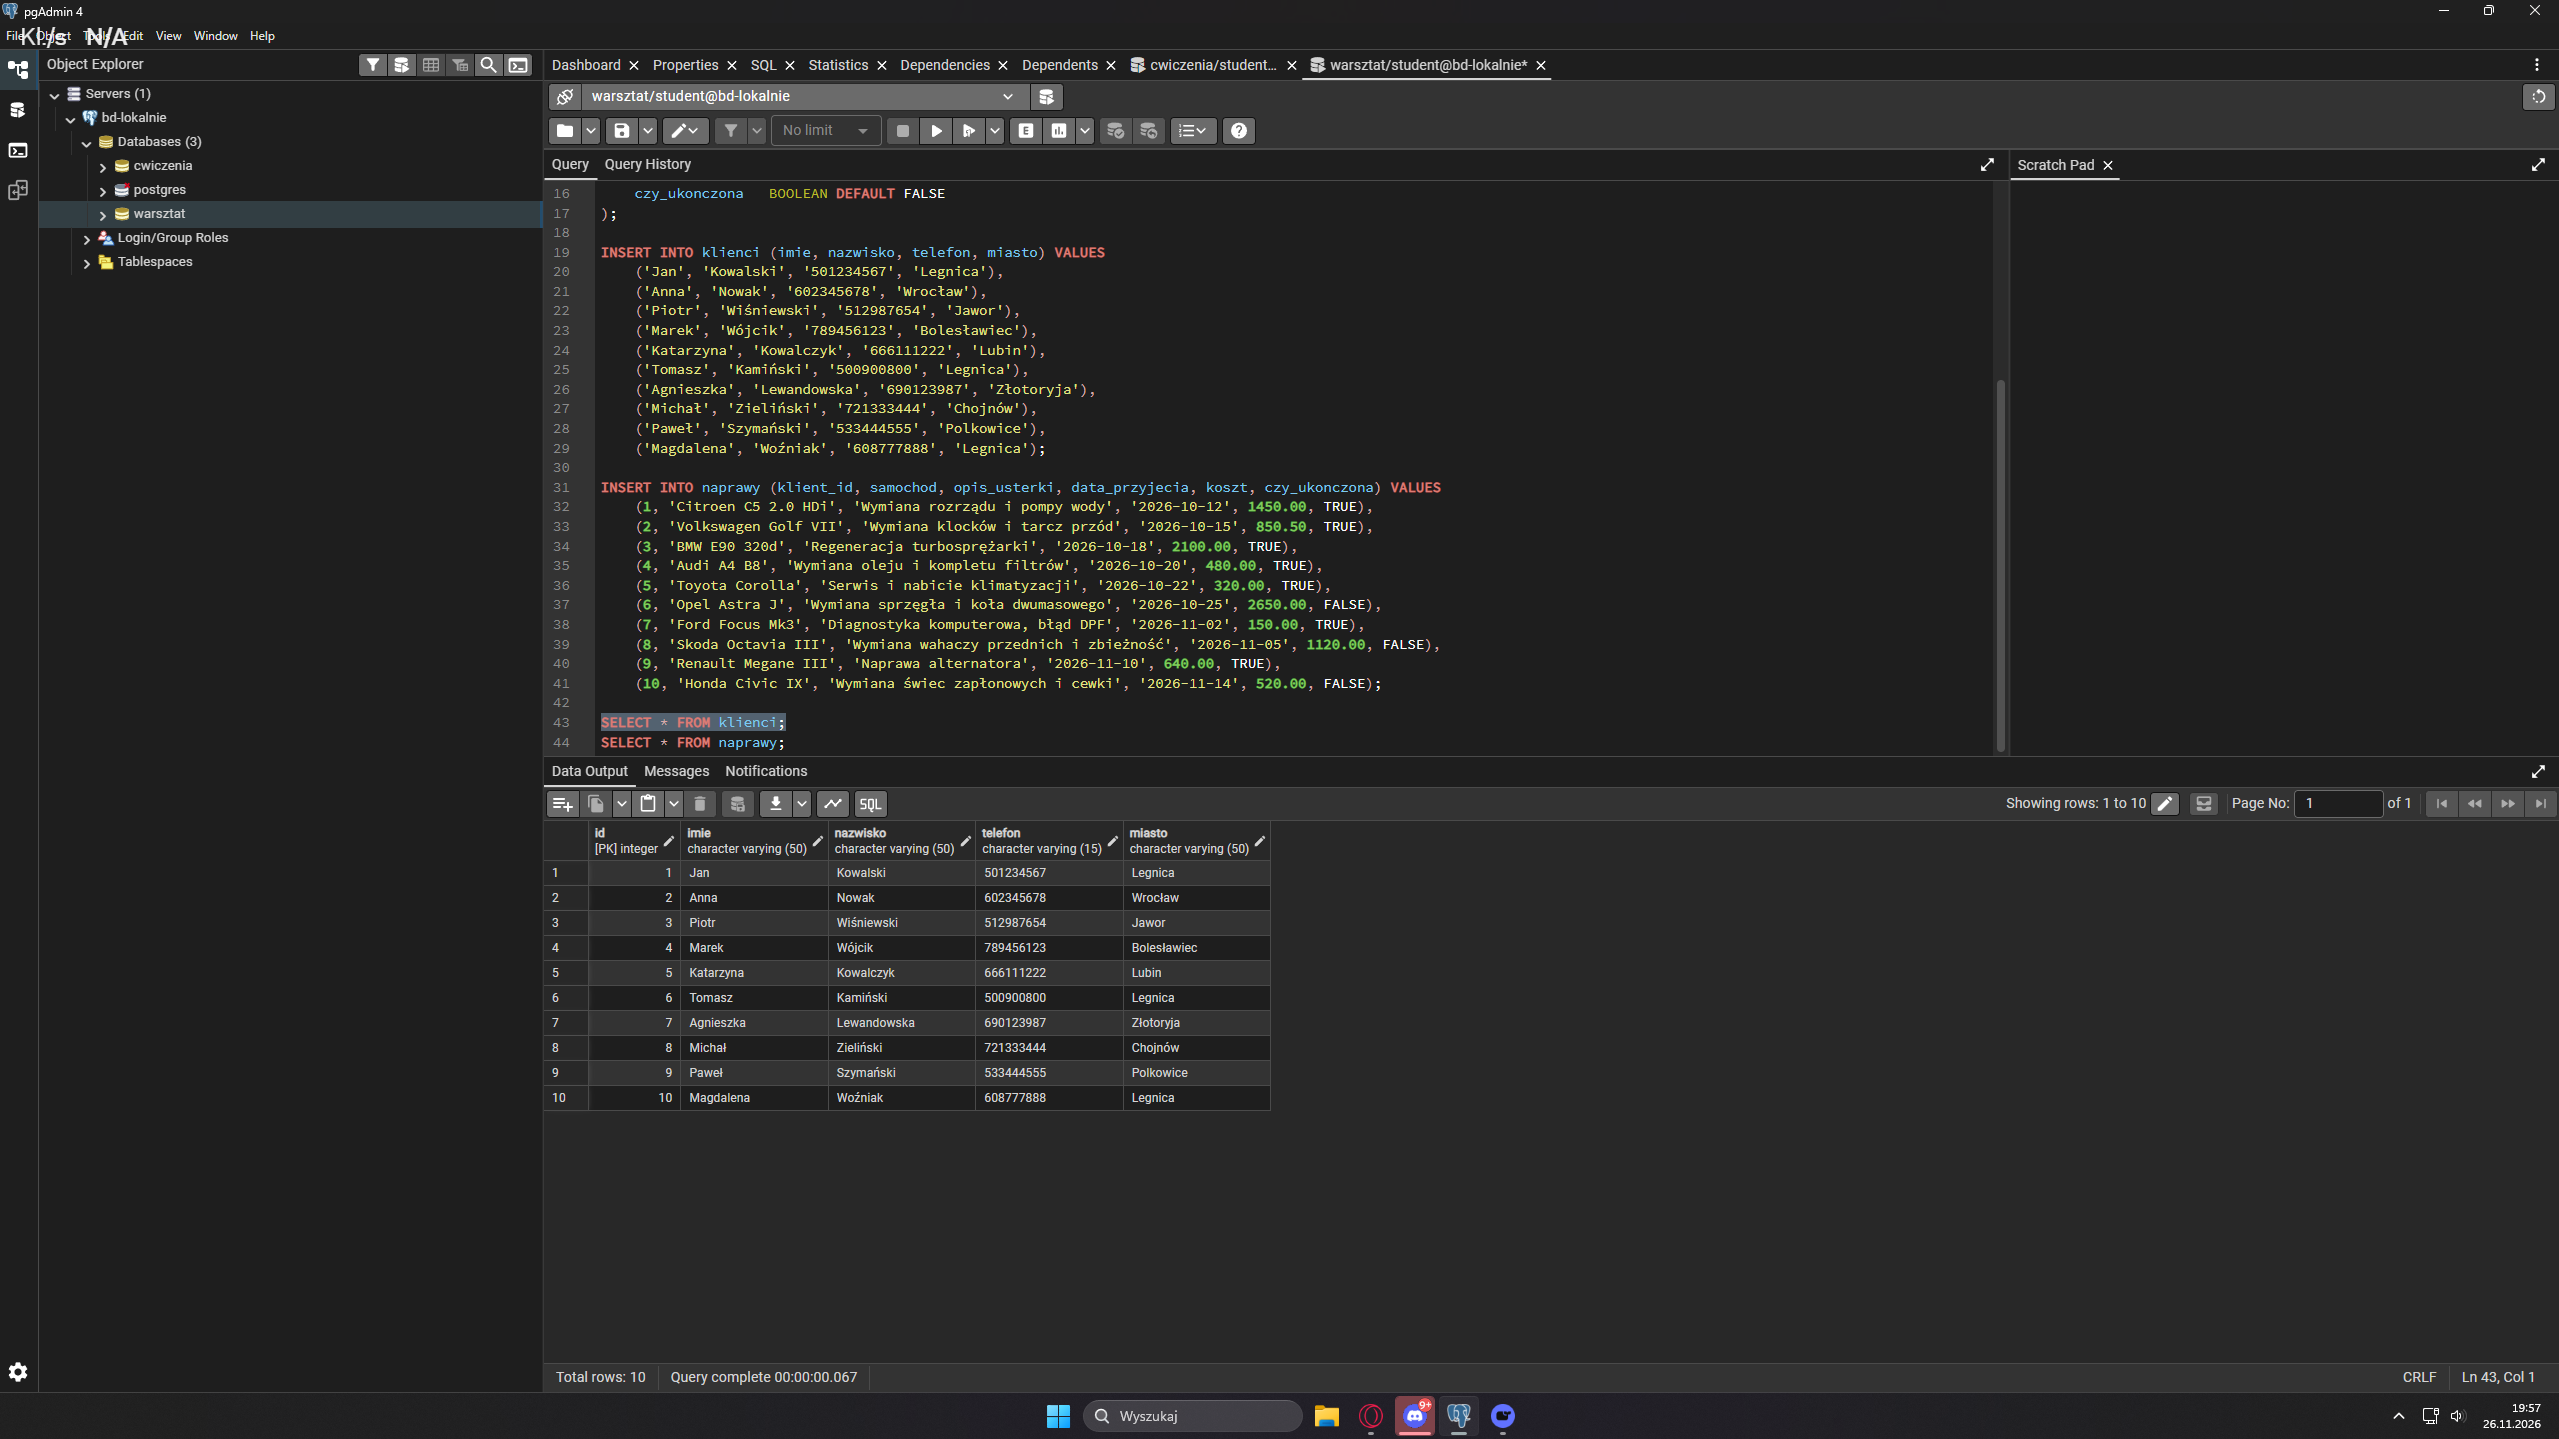 pgAdmin 4
File Object Tools Edit View Window Help
N/A
Object Explorer
Servers (1)
bd-lokalnie
Databases (3)
cwiczenia
postgres
warsztat
Login/Group Roles
Tablespaces
Dashboard Properties SQL Statistics Dependencies Dependents cwiczenia/student... warsztat/student@bd-lokalnie*
warsztat/student@bd-lokalnie
No limit
Query Query History
Scratch Pad
16 czy_ukonczona BOOLEAN DEFAULT FALSE
17 );
18
19 INSERT INTO klienci (imie, nazwisko, telefon, miasto) VALUES
20 ('Jan', 'Kowalski', '501234567', 'Legnica'),
21 ('Anna', 'Nowak', '602345678', 'Wrocław'),
22 ('Piotr', 'Wiśniewski', '512987654', 'Jawor'),
23 ('Marek', 'Wójcik', '789456123', 'Bolesławiec'),
24 ('Katarzyna', 'Kowalczyk', '666111222', 'Lubin'),
25 ('Tomasz', 'Kamiński', '500900800', 'Legnica'),
26 ('Agnieszka', 'Lewandowska', '690123987', 'Złotoryja'),
27 ('Michał', 'Zieliński', '721333444', 'Chojnów'),
28 ('Paweł', 'Szymański', '533444555', 'Polkowice'),
29 ('Magdalena', 'Woźniak', '608777888', 'Legnica');
30
31 INSERT INTO naprawy (klient_id, samochod, opis_usterki, data_przyjecia, koszt, czy_ukonczona) VALUES
32 (1, 'Citroen C5 2.0 HDi', 'Wymiana rozrządu i pompy wody', '2026-10-12', 1450.00, TRUE),
33 (2, 'Volkswagen Golf VII', 'Wymiana klocków i tarcz przód', '2026-10-15', 850.50, TRUE),
34 (3, 'BMW E90 320d', 'Regeneracja turbosprężarki', '2026-10-18', 2100.00, TRUE),
35 (4, 'Audi A4 B8', 'Wymiana oleju i kompletu filtrów', '2026-10-20', 480.00, TRUE),
36 (5, 'Toyota Corolla', 'Serwis i nabicie klimatyzacji', '2026-10-22', 320.00, TRUE),
37 (6, 'Opel Astra J', 'Wymiana sprzęgła i koła dwumasowego', '2026-10-25', 2650.00, FALSE),
38 (7, 'Ford Focus Mk3', 'Diagnostyka komputerowa, błąd DPF', '2026-11-02', 150.00, TRUE),
39 (8, 'Skoda Octavia III', 'Wymiana wahaczy przednich i zbieżność', '2026-11-05', 1120.00, FALSE),
40 (9, 'Renault Megane III', 'Naprawa alternatora', '2026-11-10', 640.00, TRUE),
41 (10, 'Honda Civic IX', 'Wymiana świec zapłonowych i cewki', '2026-11-14', 520.00, FALSE);
42
43 SELECT * FROM klienci;
44 SELECT * FROM naprawy;
Data Output Messages Notifications
SQL Showing rows: 1 to 10 Page No: 1 of 1
id imie nazwisko telefon miasto
[PK] integer character varying (50) character varying (50) character varying (15) character varying (50)
1 1 Jan Kowalski 501234567 Legnica
2 2 Anna Nowak 602345678 Wrocław
3 3 Piotr Wiśniewski 512987654 Jawor
4 4 Marek Wójcik 789456123 Bolesławiec
5 5 Katarzyna Kowalczyk 666111222 Lubin
6 6 Tomasz Kamiński 500900800 Legnica
7 7 Agnieszka Lewandowska 690123987 Złotoryja
8 8 Michał Zieliński 721333444 Chojnów
9 9 Paweł Szymański 533444555 Polkowice
10 10 Magdalena Woźniak 608777888 Legnica
Total rows: 10 Query complete 00:00:00.067 CRLF Ln 43, Col 1
Wyszukaj
9+
19:57
26.11.2026